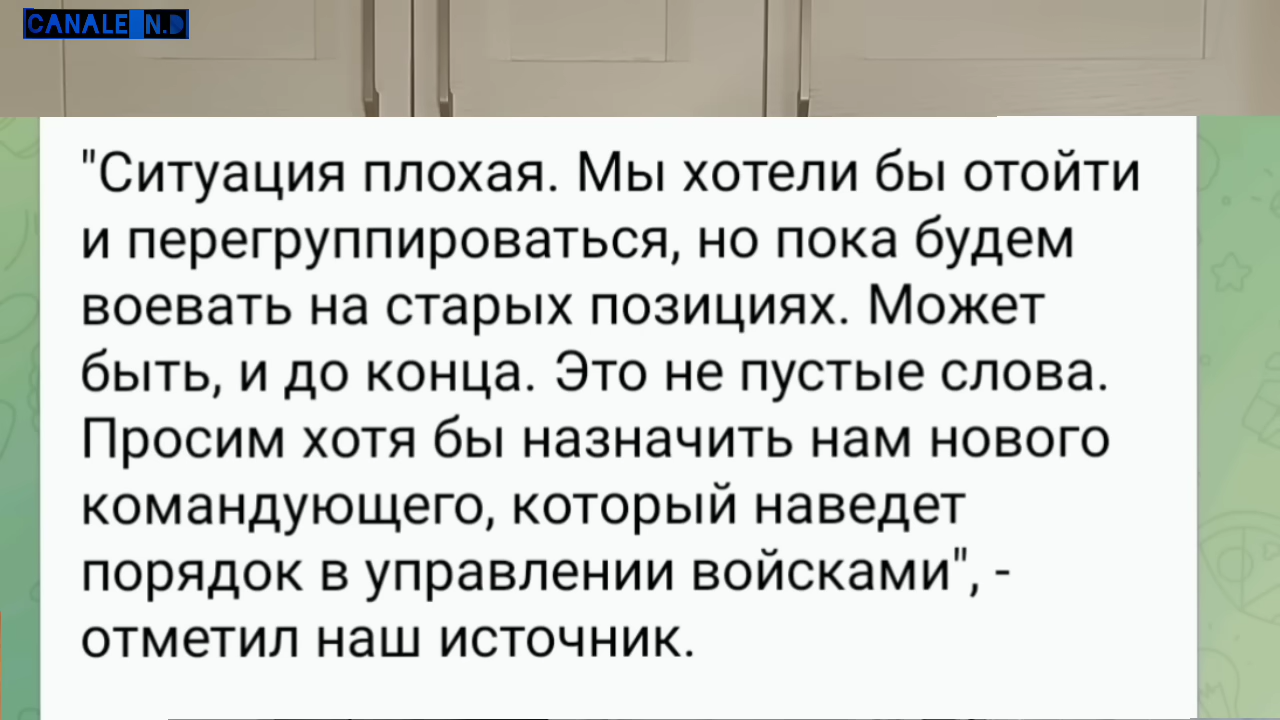 CANALE N.D
"Ситуация плохая. Мы хотели бы отойти
и перегруппироваться, но пока будем
воевать на старых позициях. Может
быть, и до конца. Это не пустые слова.
Просим хотя бы назначить нам нового
командующего, который наведет
порядок в управлении войсками", -
отметил наш источник.